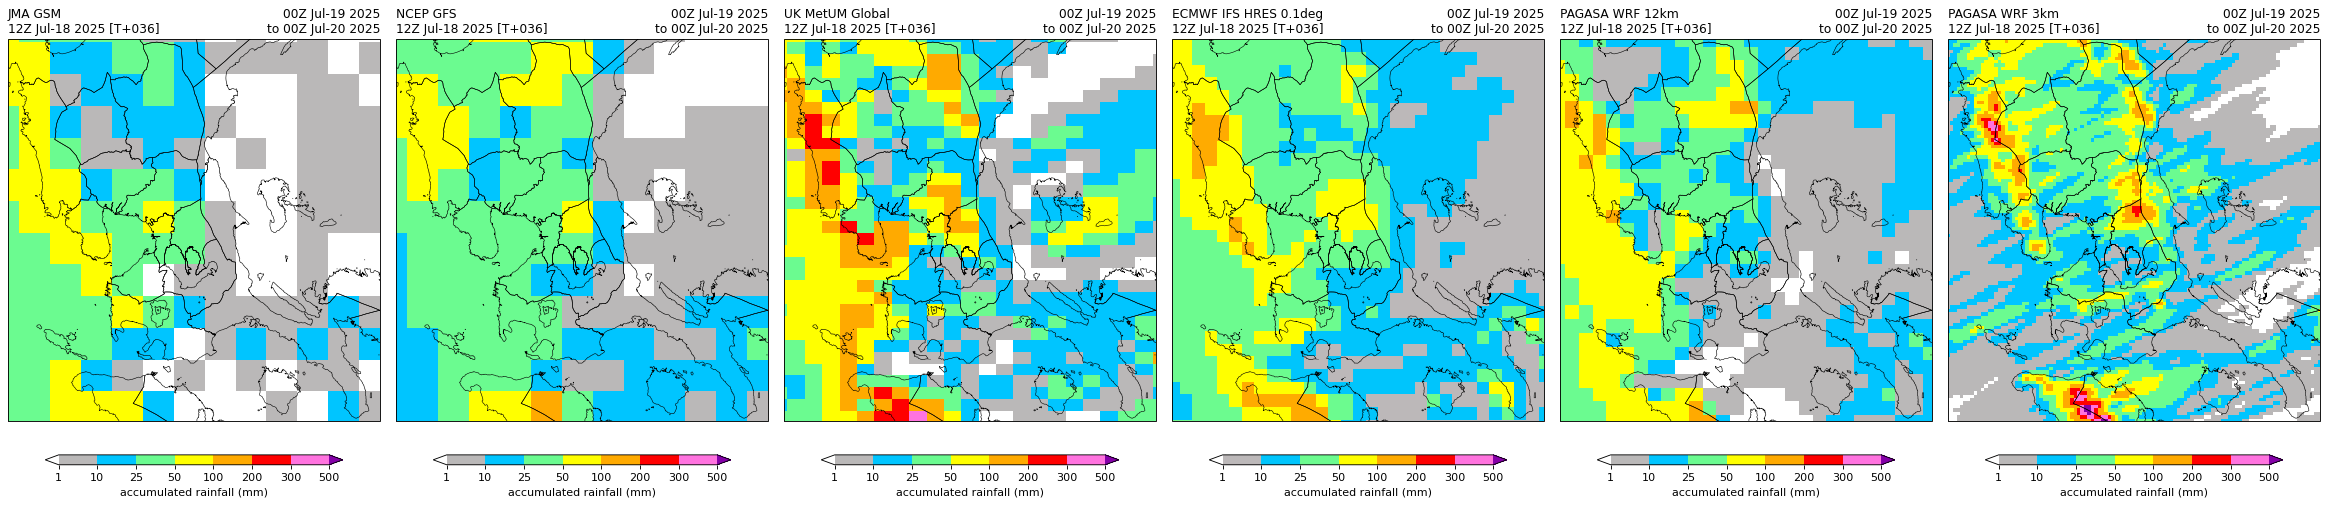 JMA GSM 00Z Jul-19 2025
12Z Jul-18 2025 [T+036] to 00Z Jul-20 2025
1 10 25 50 100 200 300 500
accumulated rainfall (mm)
NCEP GFS 00Z Jul-19 2025
12Z Jul-18 2025 [T+036] to 00Z Jul-20 2025
1 10 25 50 100 200 300 500
accumulated rainfall (mm)
UK MetUM Global 00Z Jul-19 2025
12Z Jul-18 2025 [T+036] to 00Z Jul-20 2025
1 10 25 50 100 200 300 500
accumulated rainfall (mm)
ECMWF IFS HRES 0.1deg 00Z Jul-19 2025
12Z Jul-18 2025 [T+036] to 00Z Jul-20 2025
1 10 25 50 100 200 300 500
accumulated rainfall (mm)
PAGASA WRF 12km 00Z Jul-19 2025
12Z Jul-18 2025 [T+036] to 00Z Jul-20 2025
1 10 25 50 100 200 300 500
accumulated rainfall (mm)
PAGASA WRF 3km 00Z Jul-19 2025
12Z Jul-18 2025 [T+036] to 00Z Jul-20 2025
1 10 25 50 100 200 300 500
accumulated rainfall (mm)